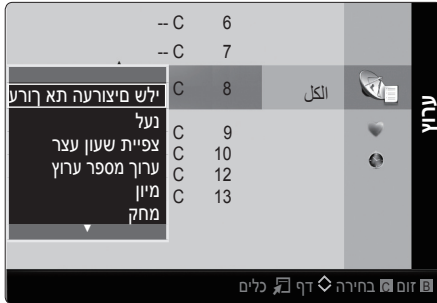 -- C 6
-- C 7
C 8 الكل
ילש םיצורעה תא ךורע
נעל
C 9
צפיית שעון עצר
C 10
ערוך מספר ערוץ
C 12
מיון
C 13
מחק
ערוץ
B זום C בחירה דף כלים